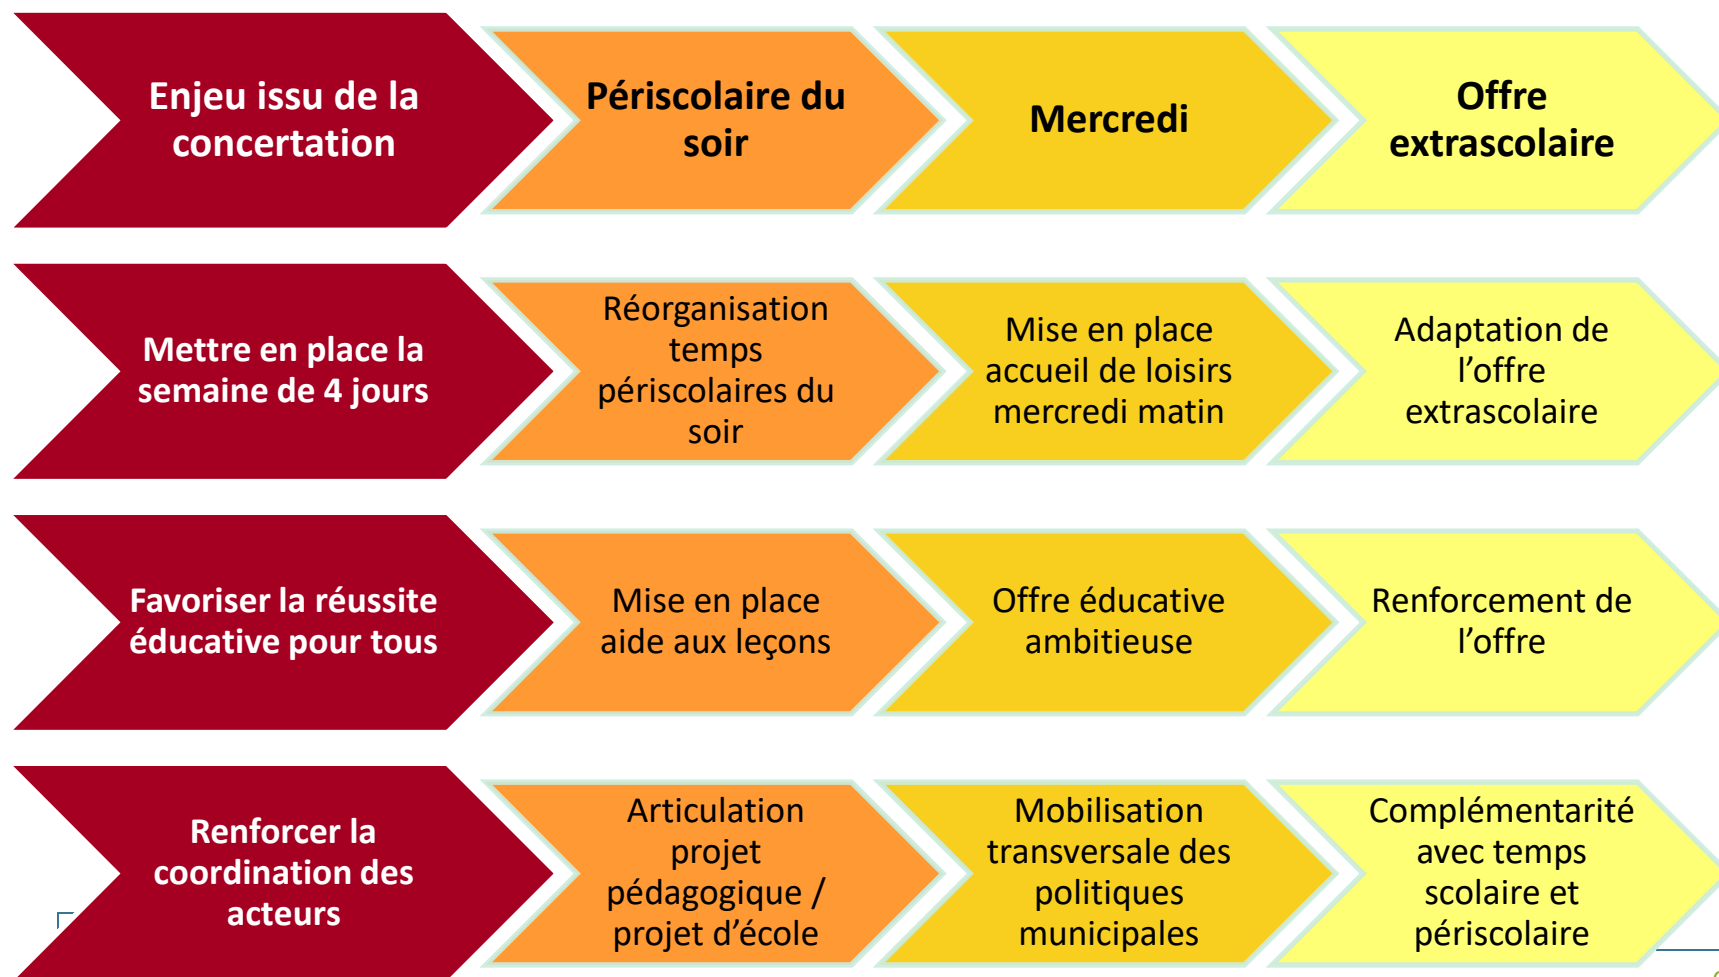 Enjeu issu de la
concertation
Périscolaire du
soir
Mercredi
Offre
extrascolaire
Mettre en place la
semaine de 4 jours
Réorganisation
temps
périscolaires du
soir
Mise en place
accueil de loisirs
mercredi matin
Adaptation de
l’offre
extrascolaire
Favoriser la réussite
éducative pour tous
Mise en place
aide aux leçons
Offre éducative
ambitieuse
Renforcement de
l’offre
Renforcer la
coordination des
acteurs
Articulation
projet
pédagogique /
projet d’école
Mobilisation
transversale des
politiques
municipales
Complémentarité
avec temps
scolaire et
périscolaire